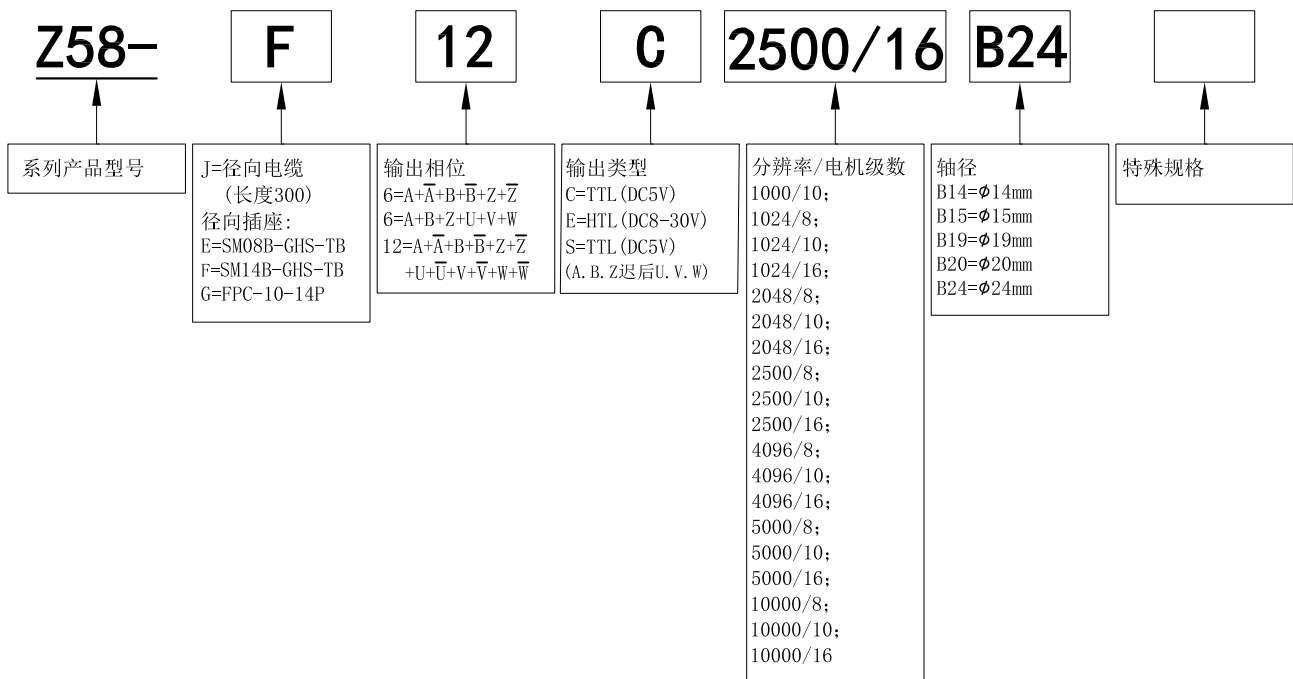 Z58- F 12 C 2500/16 B24
系列产品型号
J=径向电缆
(长度300)
径向插座:
E=SM08B-GHS-TB
F=SM14B-GHS-TB
G=FPC-10-14P
输出相位
6=A+A̅+B+B̅+Z+Z̅
6=A+B+Z+U+V+W
12=A+A̅+B+B̅+Z+Z̅
+U+U̅+V+V̅+W+W̅
输出类型
C=TTL(DC5V)
E=HTL(DC8-30V)
S=TTL(DC5V)
(A.B.Z迟后U.V.W)
分辨率/电机级数
1000/10;
1024/8;
1024/10;
1024/16;
2048/8;
2048/10;
2048/16;
2500/8;
2500/10;
2500/16;
4096/8;
4096/10;
4096/16;
5000/8;
5000/10;
5000/16;
10000/8;
10000/10;
10000/16
轴径
B14=ϕ14mm
B15=ϕ15mm
B19=ϕ19mm
B20=ϕ20mm
B24=ϕ24mm
特殊规格